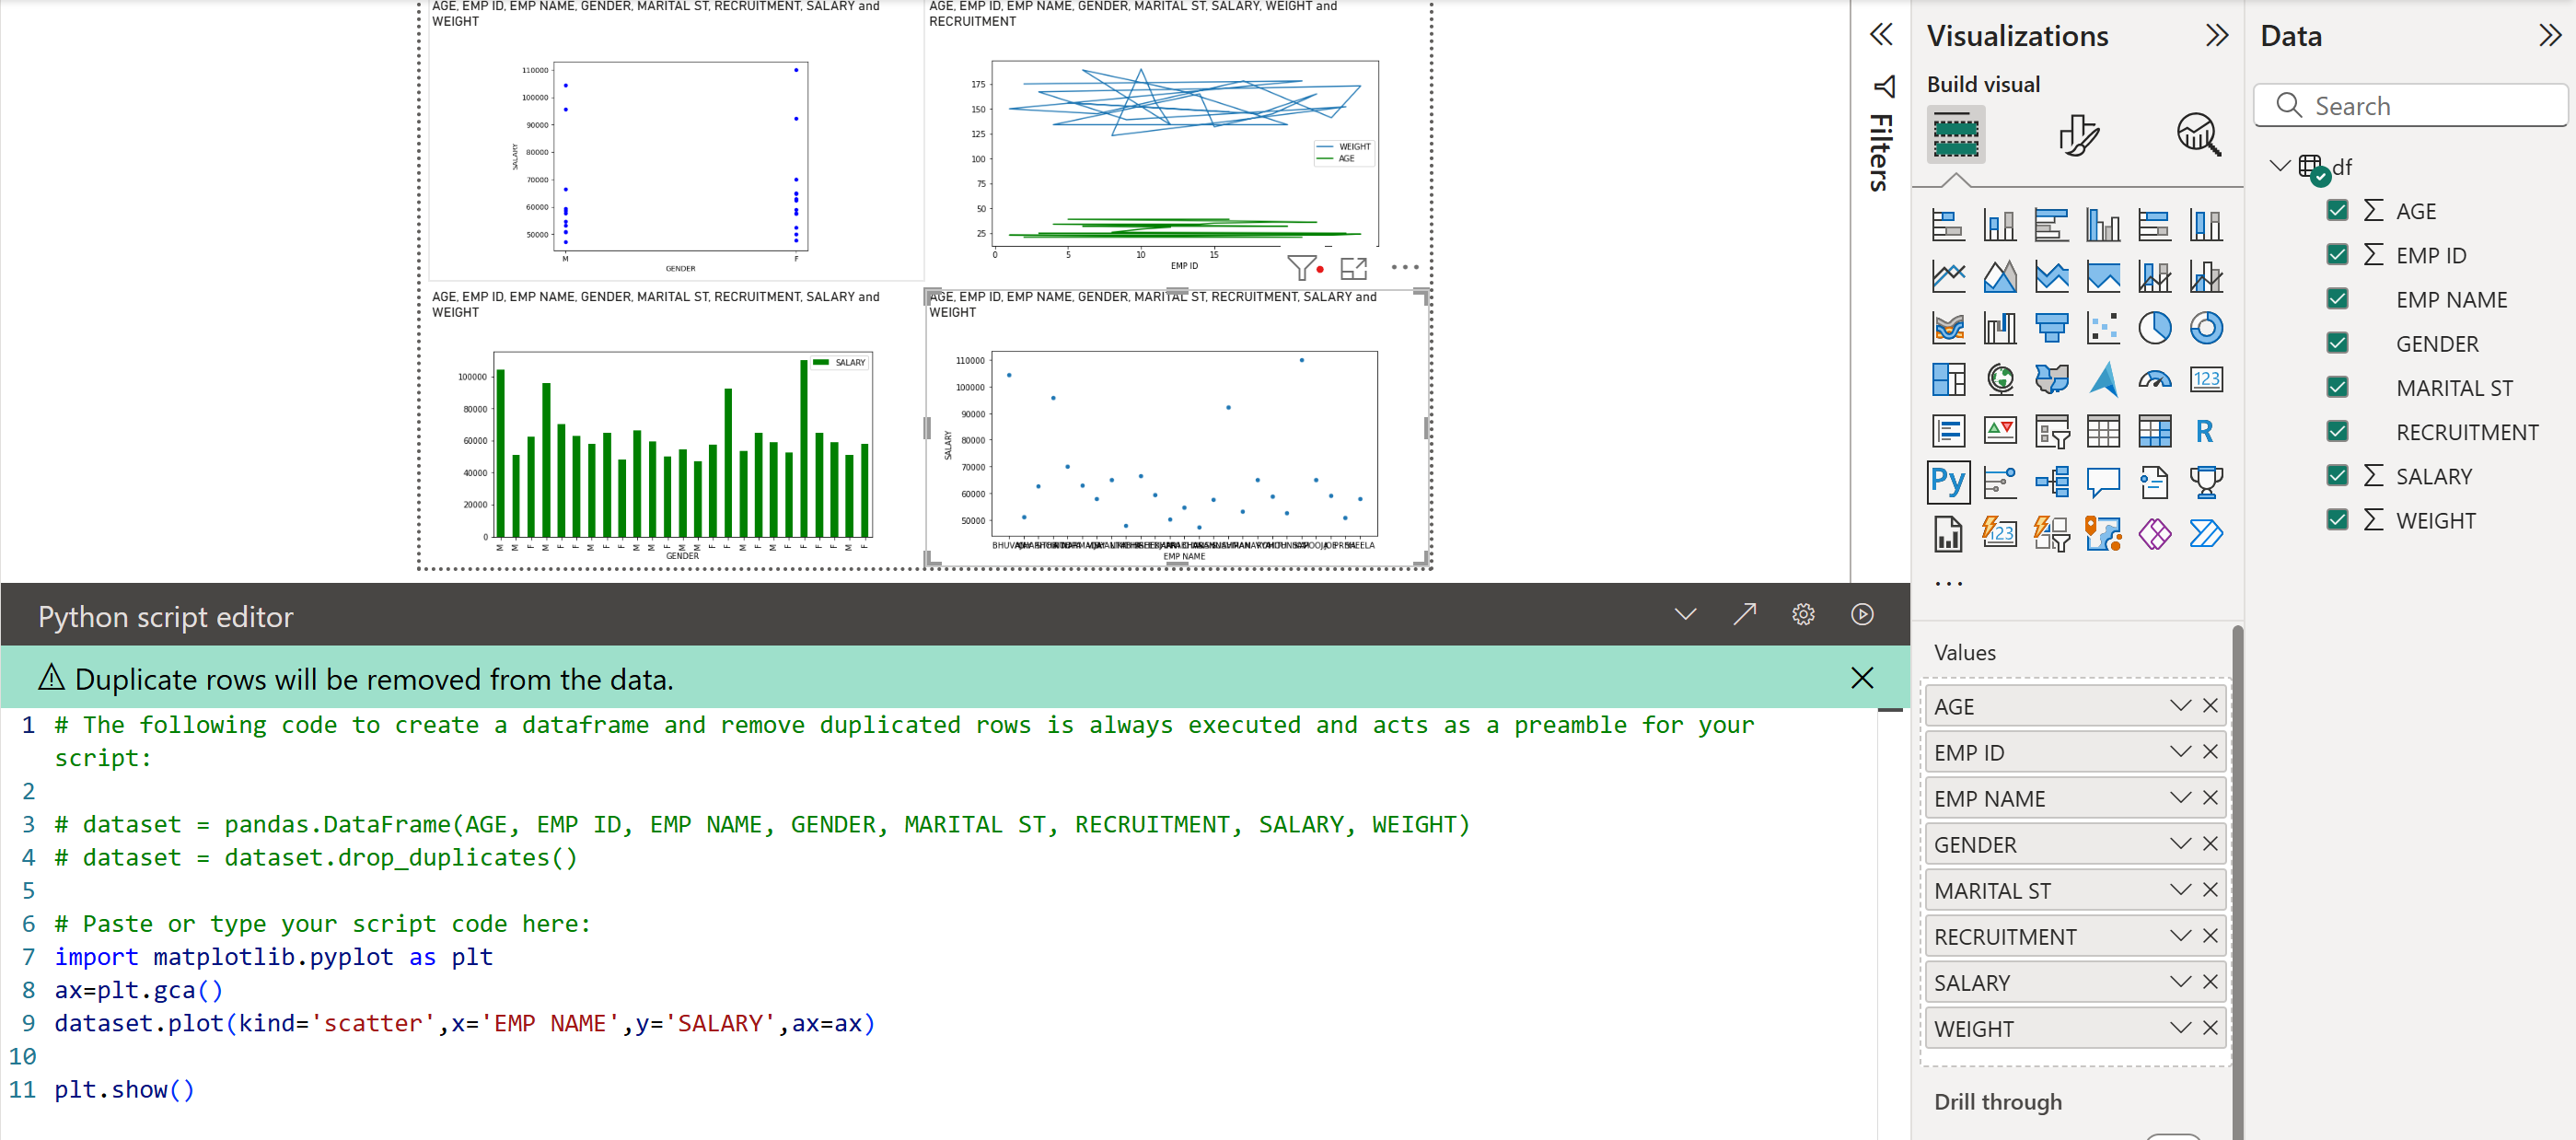 AGE, EMP ID, EMP NAME, GENDER, MARITAL ST, RECRUITMENT, SALARY and
WEIGHT
110000
100000
90000
80000
70000
60000
50000
SALARY
M
F
GENDER
AGE, EMP ID, EMP NAME, GENDER, MARITAL ST, SALARY, WEIGHT and
RECRUITMENT
175
150
125
100
75
50
25
WEIGHT
AGE
0
5
10
15
EMP ID
AGE, EMP ID, EMP NAME, GENDER, MARITAL ST, RECRUITMENT, SALARY and
WEIGHT
SALARY
100000
80000
60000
40000
20000
0
M M F M F F M F F M M F F M F F M F M F F F M F
GENDER
AGE, EMP ID, EMP NAME, GENDER, MARITAL ST, RECRUITMENT, SALARY and
WEIGHT
110000
100000
90000
80000
70000
60000
50000
SALARY
EMP NAME
Filters
Visualizations
Build visual
123
R
Py
123
...
Values
AGE
EMP ID
EMP NAME
GENDER
MARITAL ST
RECRUITMENT
SALARY
WEIGHT
Drill through
Data
Search
df
AGE
EMP ID
EMP NAME
GENDER
MARITAL ST
RECRUITMENT
SALARY
WEIGHT
Python script editor
Duplicate rows will be removed from the data.
1 # The following code to create a dataframe and remove duplicated rows is always executed and acts as a preamble for your
script:
2
3 # dataset = pandas.DataFrame(AGE, EMP ID, EMP NAME, GENDER, MARITAL ST, RECRUITMENT, SALARY, WEIGHT)
4 # dataset = dataset.drop_duplicates()
5
6 # Paste or type your script code here:
7 import matplotlib.pyplot as plt
8 ax=plt.gca()
9 dataset.plot(kind='scatter',x='EMP NAME',y='SALARY',ax=ax)
10
11 plt.show()